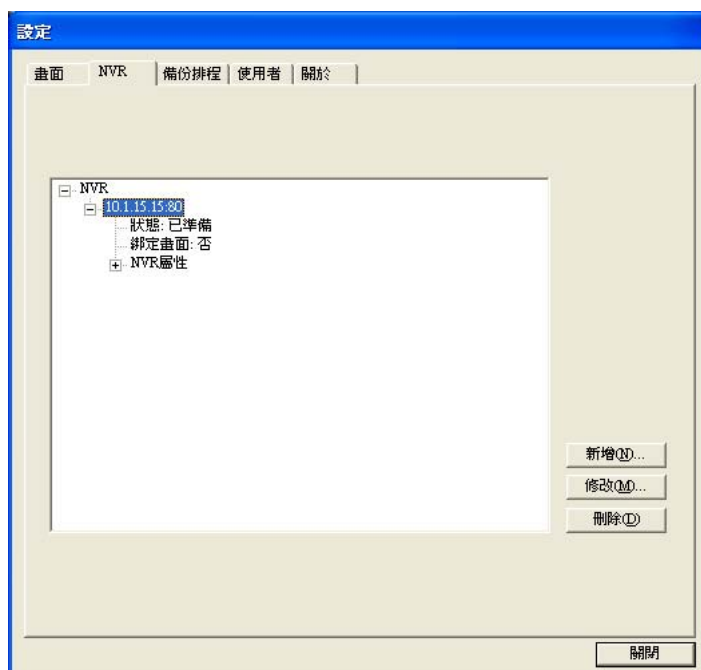 設定
畫面 NVR 備份排程 使用者 關於
NVR
10.1.15.15:80
狀態: 已準備
綁定畫面: 否
NVR屬性
新增(N)...
修改(M)...
刪除(D)
關閉